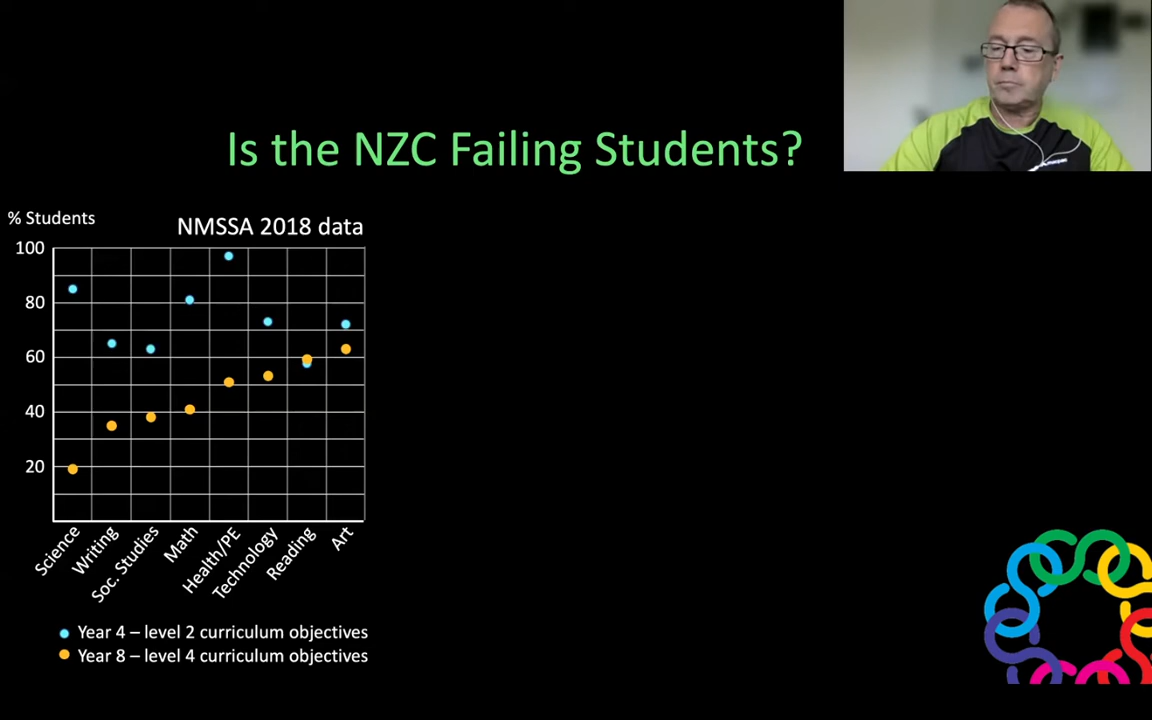 Is the NZC Failing Students?
% Students
NMSSA 2018 data
100
80
60
40
20
Science
Writing
Soc. Studies
Math
Health/PE
Technology
Reading
Art
Year 4 – level 2 curriculum objectives
Year 8 – level 4 curriculum objectives